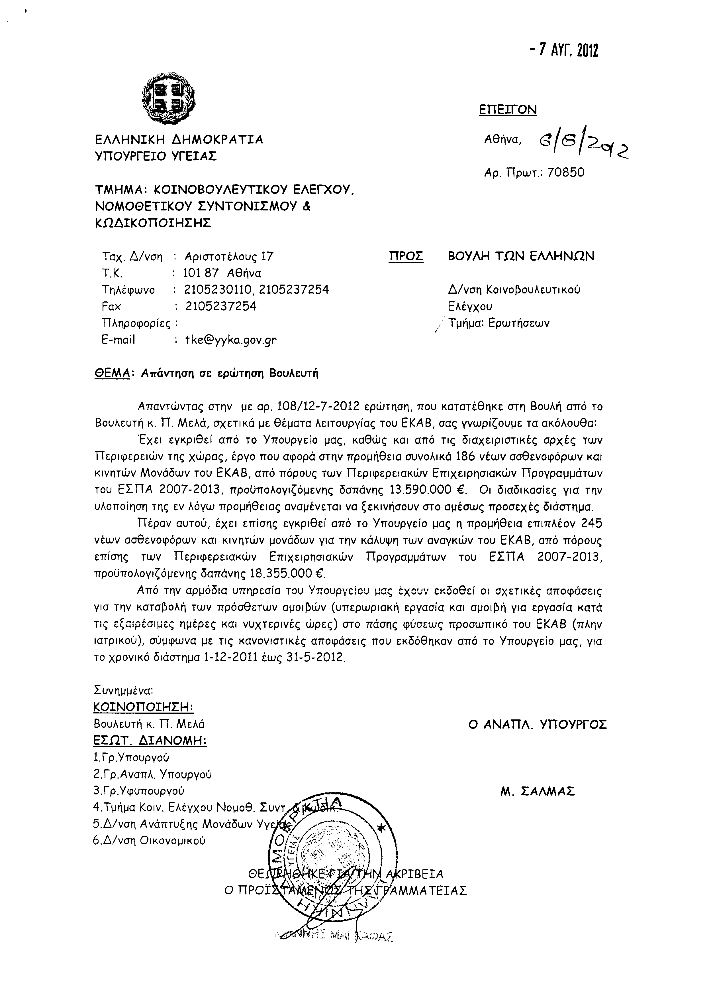 - 7 ΑΥΓ. 2012
ΕΠΕΙΓΟΝ
ΕΛΛΗΝΙΚΗ ΔΗΜΟΚΡΑΤΙΑ
ΥΠΟΥΡΓΕΙΟ ΥΓΕΙΑΣ
Αθήνα, 6/8/2012
Αρ. Πρωτ.: 70850
ΤΜΗΜΑ: ΚΟΙΝΟΒΟΥΛΕΥΤΙΚΟΥ ΕΛΕΓΧΟΥ,
ΝΟΜΟΘΕΤΙΚΟΥ ΣΥΝΤΟΝΙΣΜΟΥ &
ΚΩΔΙΚΟΠΟΙΗΣΗΣ
Ταχ. Δ/νση : Αριστοτέλους 17
Τ.Κ. : 101 87 Αθήνα
Τηλέφωνο : 2105230110, 2105237254
Fax : 2105237254
Πληροφορίες :
E-mail : tke@yyka.gov.gr
ΠΡΟΣ ΒΟΥΛΗ ΤΩΝ ΕΛΛΗΝΩΝ
Δ/νση Κοινοβουλευτικού
Ελέγχου
Τμήμα: Ερωτήσεων
ΘΕΜΑ: Απάντηση σε ερώτηση Βουλευτή
Απαντώντας στην με αρ. 108/12-7-2012 ερώτηση, που κατατέθηκε στη Βουλή από το
Βουλευτή κ. Π. Μελά, σχετικά με θέματα λειτουργίας του ΕΚΑΒ, σας γνωρίζουμε τα ακόλουθα:
Έχει εγκριθεί από το Υπουργείο μας, καθώς και από τις διαχειριστικές αρχές των
Περιφερειών της χώρας, έργο που αφορά στην προμήθεια συνολικά 186 νέων ασθενοφόρων και
κινητών Μονάδων του ΕΚΑΒ, από πόρους των Περιφερειακών Επιχειρησιακών Προγραμμάτων
του ΕΣΠΑ 2007-2013, προϋπολογιζόμενης δαπάνης 13.590.000 €. Οι διαδικασίες για την
υλοποίηση της εν λόγω προμήθειας αναμένεται να ξεκινήσουν στο αμέσως προσεχές διάστημα.
Πέραν αυτού, έχει επίσης εγκριθεί από το Υπουργείο μας η προμήθεια επιπλέον 245
νέων ασθενοφόρων και κινητών μονάδων για την κάλυψη των αναγκών του ΕΚΑΒ, από πόρους
επίσης των Περιφερειακών Επιχειρησιακών Προγραμμάτων του ΕΣΠΑ 2007-2013,
προϋπολογιζόμενης δαπάνης 18.355.000 €.
Από την αρμόδια υπηρεσία του Υπουργείου μας έχουν εκδοθεί οι σχετικές αποφάσεις
για την καταβολή των πρόσθετων αμοιβών (υπερωριακή εργασία και αμοιβή για εργασία κατά
τις εξαιρέσιμες ημέρες και νυχτερινές ώρες) στο πάσης φύσεως προσωπικό του ΕΚΑΒ (πλην
ιατρικού), σύμφωνα με τις κανονιστικές αποφάσεις που εκδόθηκαν από το Υπουργείο μας, για
το χρονικό διάστημα 1-12-2011 έως 31-5-2012.
Συνημμένα:
ΚΟΙΝΟΠΟΙΗΣΗ:
Βουλευτή κ. Π. Μελά
ΕΣΩΤ. ΔΙΑΝΟΜΗ:
1.Γρ.Υπουργού
2.Γρ.Αναπλ. Υπουργού
3.Γρ.Υφυπουργού
4.Τμήμα Κοιν. Ελέγχου Νομοθ. Συντ. & Κωδικ.
5.Δ/νση Ανάπτυξης Μονάδων Υγείας
6.Δ/νση Οικονομικού
Ο ΑΝΑΠΛ. ΥΠΟΥΡΓΟΣ
Μ. ΣΑΛΜΑΣ
ΕΛΛΗΝΙΚΗ ΔΗΜΟΚΡΑΤΙΑ
ΥΓΕΙΑΣ
ΘΕΩΡΗΘΗΚΕ ΓΙΑ ΤΗΝ ΑΚΡΙΒΕΙΑ
Ο ΠΡΟΪΣΤΑΜΕΝΟΣ ΤΗΣ ΓΡΑΜΜΑΤΕΙΑΣ